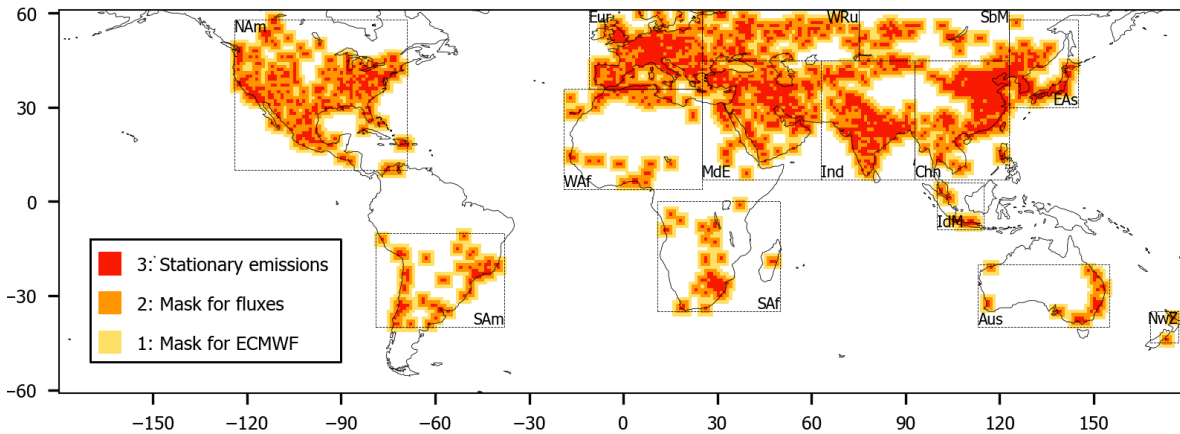 60
30
0
−30
−60
NAm
Eur
WRu
SbM
EAs
WAf
MdE
Ind
Chn
IdM
SAm
SAf
Aus
NwZ
3: Stationary emissions
2: Mask for fluxes
1: Mask for ECMWF
−150 −120 −90 −60 −30 0 30 60 90 120 150